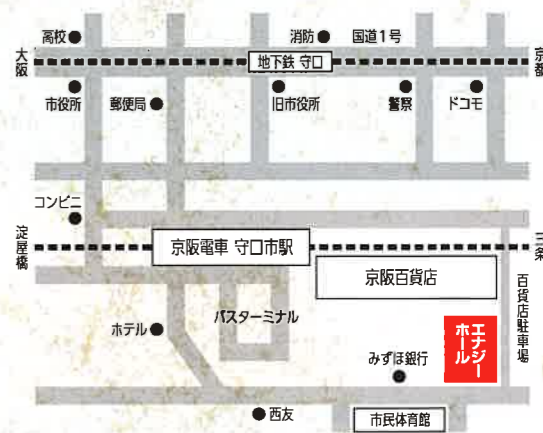 高校
消防
国道1号
大阪
地下鉄 守口
京都
市役所
郵便局
旧市役所
警察
ドコモ
コンビニ
淀屋橋
京阪電車 守口市駅
三条
京阪百貨店
百貨店駐車場
バスターミナル
ホテル
エナジー
ホール
みずほ銀行
西友
市民体育館